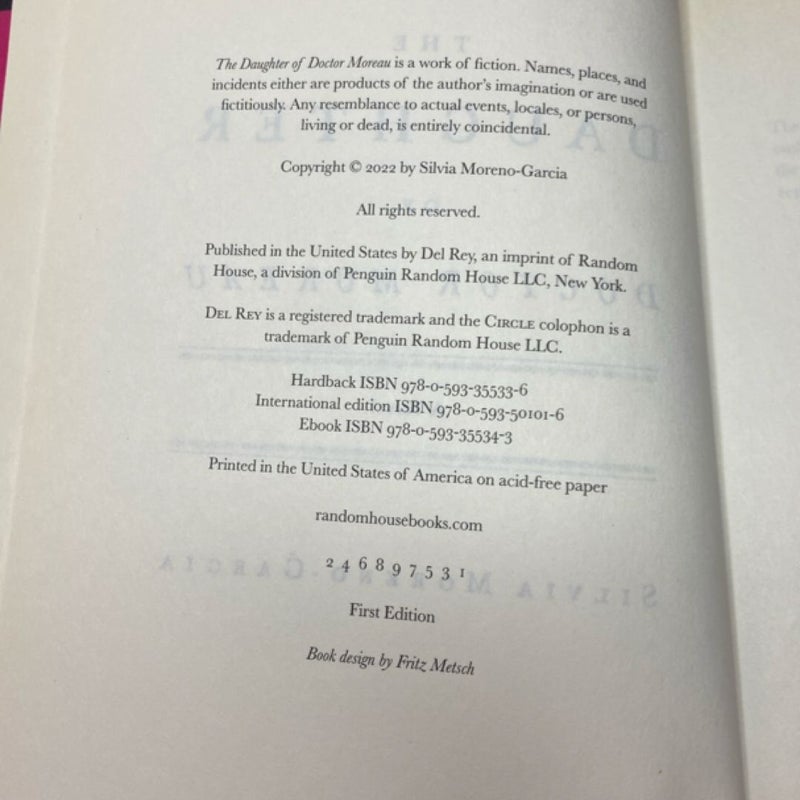 The Daughter of Doctor Moreau is a work of fiction. Names, places, and
incidents either are products of the author's imagination or are used
fictitiously. Any resemblance to actual events, locales, or persons,
living or dead, is entirely coincidental.
Copyright © 2022 by Silvia Moreno-Garcia
All rights reserved.
Published in the United States by Del Rey, an imprint of Random
House, a division of Penguin Random House LLC, New York.
DEL REY is a registered trademark and the CIRCLE colophon is a
trademark of Penguin Random House LLC.
Hardback ISBN 978-0-593-35533-6
International edition ISBN 978-0-593-50101-6
Ebook ISBN 978-0-593-35534-3
Printed in the United States of America on acid-free paper
randomhousebooks.com
2 4 6 8 9 7 5 3 1
First Edition
Book design by Fritz Metsch